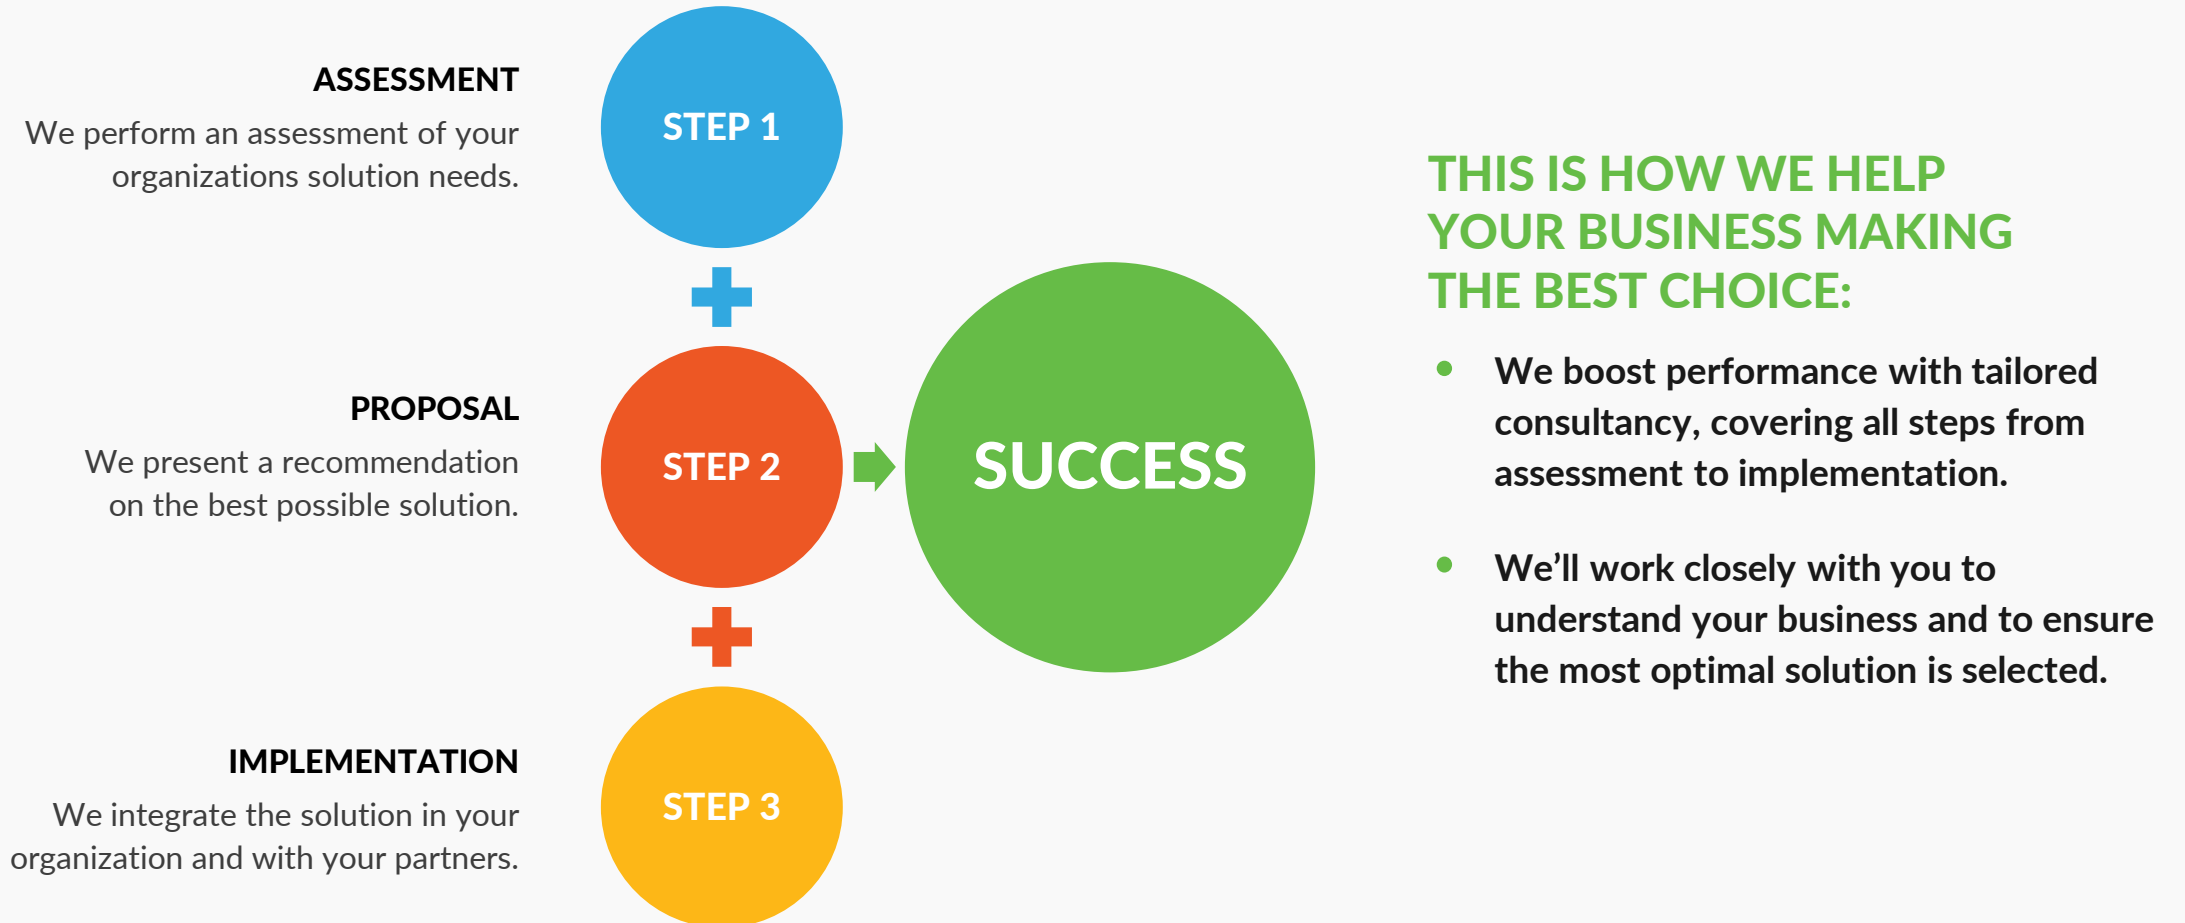 ASSESSMENT
We perform an assessment of your
organizations solution needs.
STEP 1
PROPOSAL
We present a recommendation
on the best possible solution.
STEP 2
IMPLEMENTATION
We integrate the solution in your
organization and with your partners.
STEP 3
SUCCESS
THIS IS HOW WE HELP
YOUR BUSINESS MAKING
THE BEST CHOICE:
• We boost performance with tailored
consultancy, covering all steps from
assessment to implementation.
• We’ll work closely with you to
understand your business and to ensure
the most optimal solution is selected.